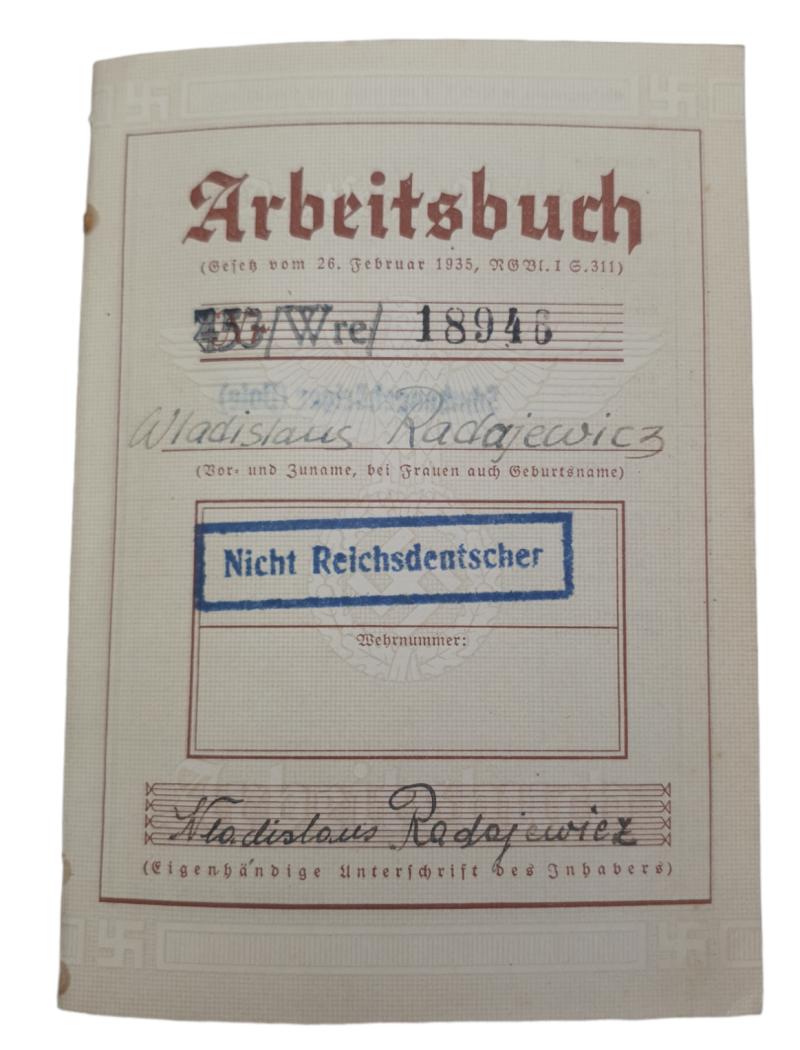 Arbeitsbuch
(Gesetz vom 26. Februar 1935, RGBl. I S.311)
/Wre/ 18946
Wladislaus Radajewicz
(Vor- und Zuname, bei Frauen auch Geburtsname)
Nicht Reichsdeutscher
Wehrnummer:
Wladislaus Radajewicz
(Eigenhändige Unterschrift des Inhabers)